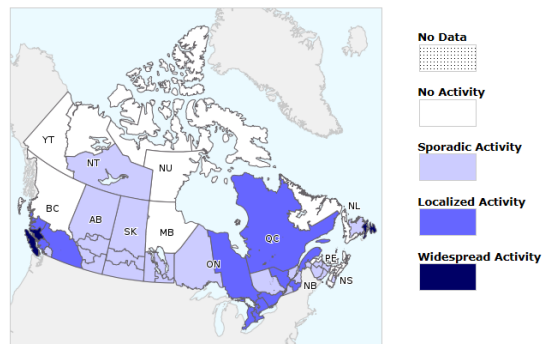 No Data
No Activity
Sporadic Activity
Localized Activity
Widespread Activity
YT
NT
NU
BC
AB
SK
MB
ON
QC
NL
PE
NB
NS